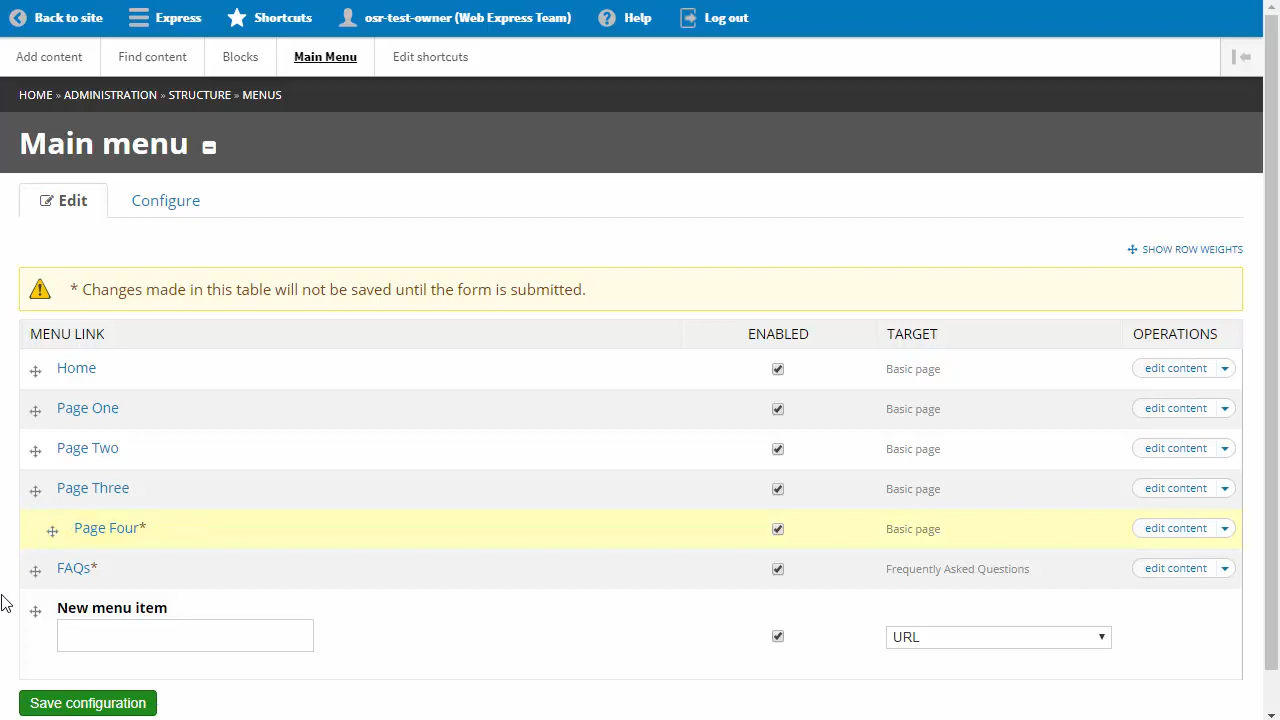 Back to site Express Shortcuts osr-test-owner (Web Express Team) Help Log out
Add content Find content Blocks Main Menu Edit shortcuts
HOME » ADMINISTRATION » STRUCTURE » MENUS
Main menu
Edit Configure
SHOW ROW WEIGHTS
* Changes made in this table will not be saved until the form is submitted.
MENU LINK ENABLED TARGET OPERATIONS
Home Basic page edit content
Page One Basic page edit content
Page Two Basic page edit content
Page Three Basic page edit content
Page Four* Basic page edit content
FAQs* Frequently Asked Questions edit content
New menu item
URL
Save configuration